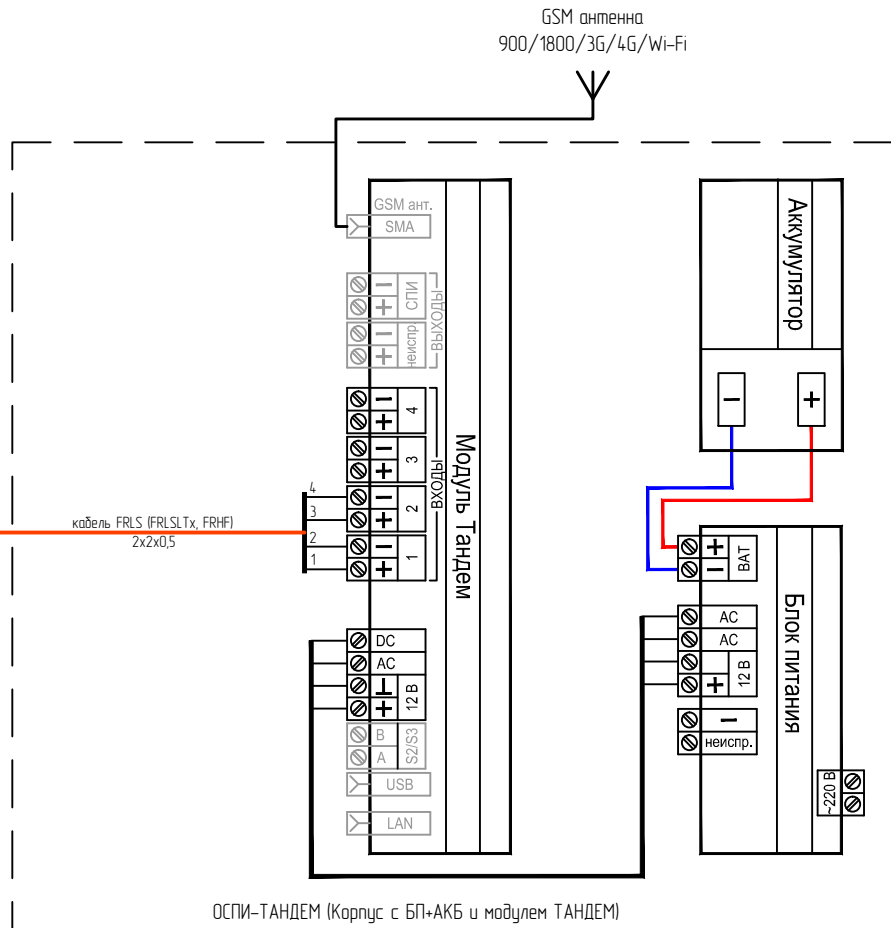 GSM антенна
900/1800/3G/4G/Wi-Fi
GSM ант.
SMA
− СПИ
+
− неиспр.
+
ВЫХОДЫ
− 4
+
− 3
+
− 2
+
− 1
+
ВХОДЫ
4
3
2
1
кабель FRLS (FRLSLTx, FRHF)
2x2x0,5
Модуль Тандем
DC
AC
⊥ 12 В
+
B S2/S3
A
USB
LAN
Аккумулятор
− +
+ BAT
−
Блок питания
AC
AC
12 В
+
−
неиспр.
~220 В
ОСПИ-ТАНДЕМ (Корпус с БП+АКБ и модулем ТАНДЕМ)